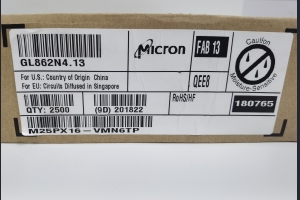 GL862N4.13
Micron
FAB 13
Caution
Moisture-Sensitive
For U.S.: Country of Origin China
For EU: Circuits Diffused in Singapore
QEE8
RoHS/HF
180765
QTY: 2500 (9D) 201822
M25PX16-VMN6TP